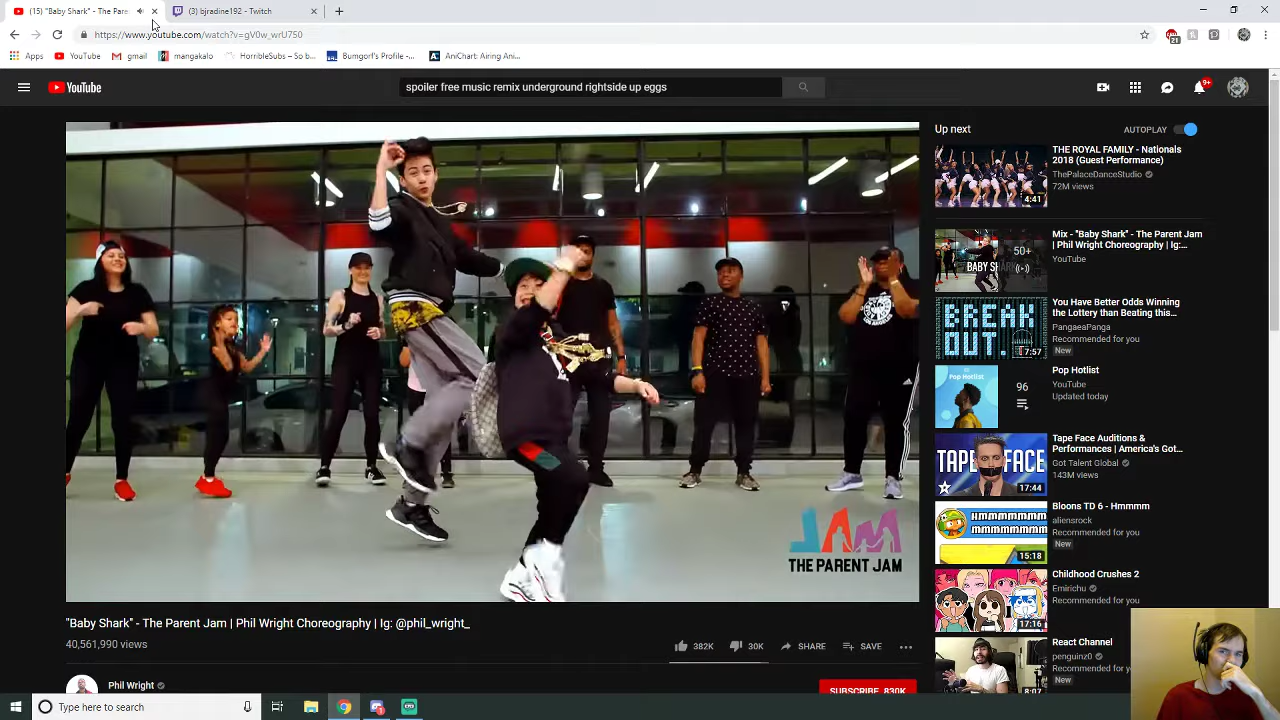 (15) "Baby Shark" - The Pare
(3) bjradine192 - Twitch
https://www.youtube.com/watch?v=gV0w_wrU750
21
Apps
YouTube
gmail
mangakalo
HorribleSubs – So b...
Bumgorf's Profile -...
AniChart: Airing Ani...
YouTube
spoiler free music remix underground rightside up eggs
9+
JAM
THE PARENT JAM
"Baby Shark" - The Parent Jam | Phil Wright Choreography | Ig: @phil_wright_
40,561,990 views
382K
30K
SHARE
SAVE
Phil Wright
SUBSCRIBE 830K
Up next
AUTOPLAY
4:41
THE ROYAL FAMILY - Nationals
2018 (Guest Performance)
ThePalaceDanceStudio
72M views
BABY SHARK
50+
Mix - "Baby Shark" - The Parent Jam
| Phil Wright Choreography | Ig:...
YouTube
BREAK
OUT.
7:57
You Have Better Odds Winning
the Lottery Than Beating this...
PangaeaPanga
Recommended for you
New
Pop Hotlist
96
Pop Hotlist
YouTube
Updated today
TAPE FACE
17:44
Tape Face Auditions &
Performances | America's Got...
Got Talent Global
143M views
15:18
Bloons TD 6 - Hmmmm
aliensrock
Recommended for you
New
17:16
Childhood Crushes 2
Emirichu
Recommended for you
8:07
React Channel
penguinz0
Recommended for you
New
Type here to search